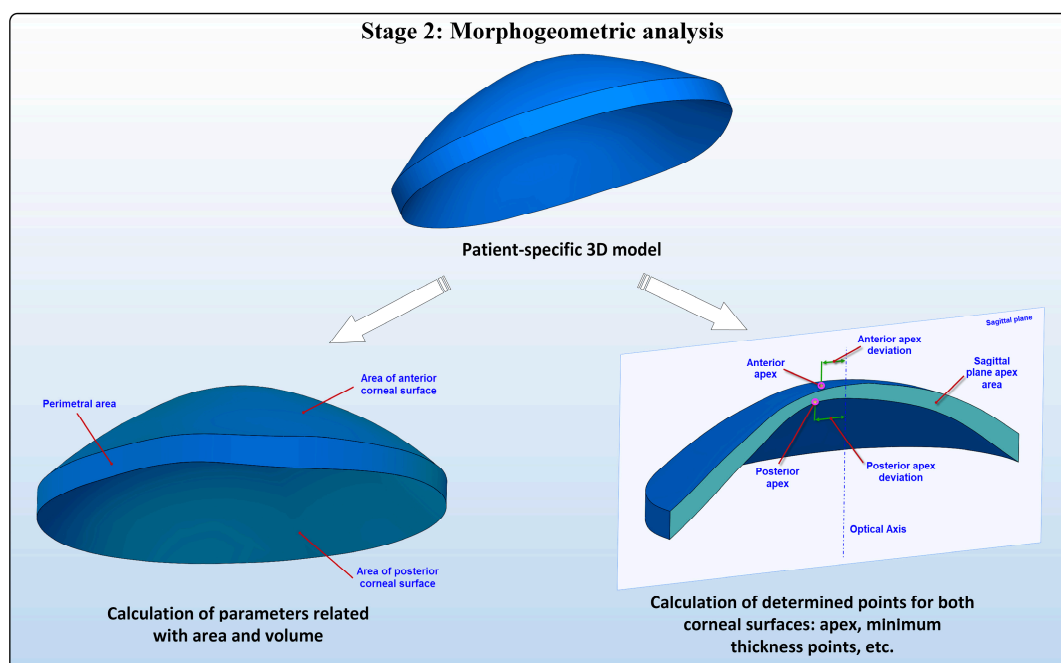 Stage 2: Morphogeometric analysis
Patient-specific 3D model
Perimetral area
Area of anterior
corneal surface
Area of posterior
corneal surface
Calculation of parameters related
with area and volume
Sagittal plane
Anterior apex
deviation
Anterior
apex
Sagittal
plane apex
area
Posterior
apex
Posterior apex
deviation
Optical Axis
Calculation of determined points for both
corneal surfaces: apex, minimum
thickness points, etc.